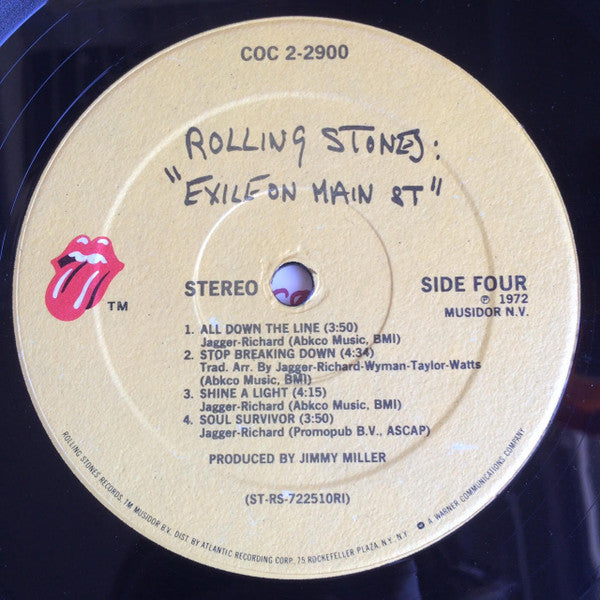 COC 2-2900
ROLLING STONES:
"EXILE ON MAIN ST"
TM
STEREO
SIDE FOUR
℗ 1972
MUSIDOR N.V.
1. ALL DOWN THE LINE (3:50)
Jagger-Richard (Abkco Music, BMI)
2. STOP BREAKING DOWN (4:34)
Trad. Arr. By Jagger-Richard-Wyman-Taylor-Watts
(Abkco Music, BMI)
3. SHINE A LIGHT (4:15)
Jagger-Richard (Abkco Music, BMI)
4. SOUL SURVIVOR (3:50)
Jagger-Richard (Promopub B.V., ASCAP)
PRODUCED BY JIMMY MILLER
(ST-RS-722510RI)
ROLLING STONES RECORDS, TM MUSIDOR B.V. DIST. BY ATLANTIC RECORDING CORP., 75 ROCKEFELLER PLAZA, N.Y. N.Y. A WARNER COMMUNICATIONS COMPANY